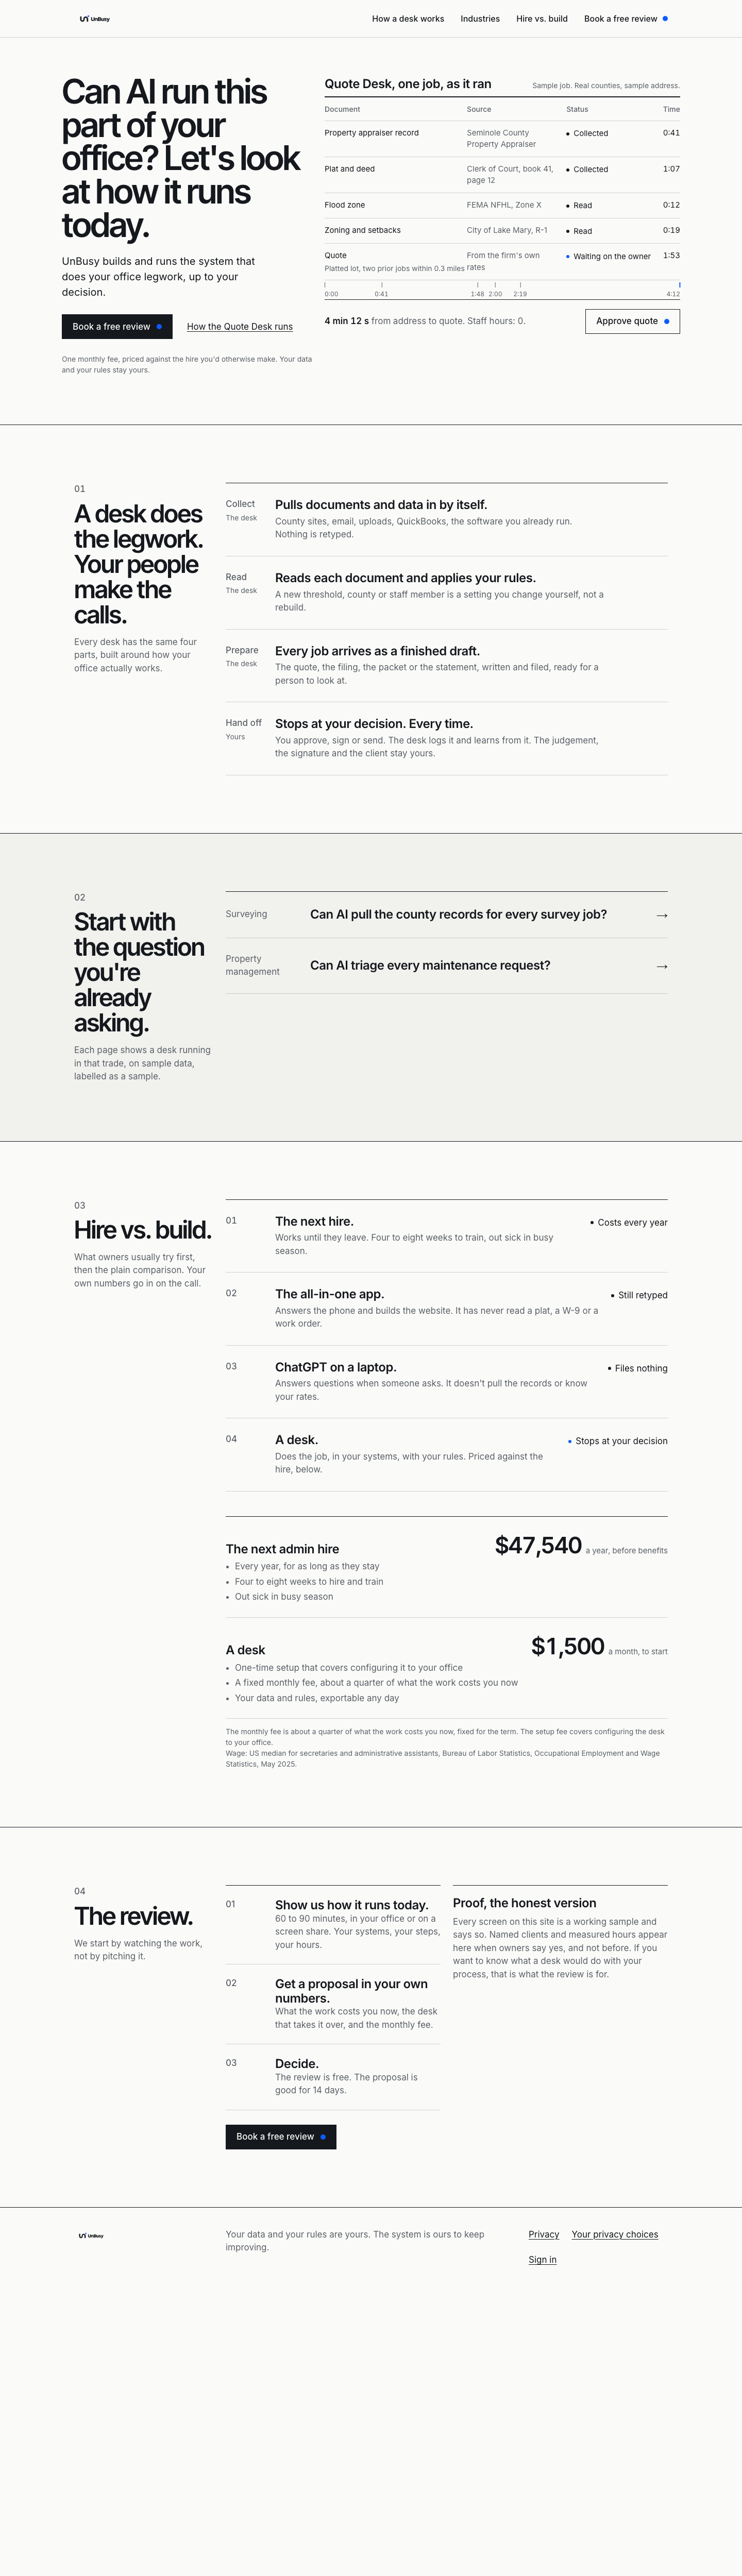 UnBusy
How a desk works
Industries
Hire vs. build
Book a free review
Can AI run this
part of your
office? Let's look
at how it runs
today.
UnBusy builds and runs the system that
does your office legwork, up to your
decision.
Book a free review
How the Quote Desk runs
One monthly fee, priced against the hire you'd otherwise make. Your data
and your rules stay yours.
Quote Desk, one job, as it ran
Sample job. Real counties, sample address.
Document Source Status Time
Property appraiser record
Seminole County
Property Appraiser
Collected
0:41
Plat and deed
Clerk of Court, book 41,
page 12
Collected
1:07
Flood zone
FEMA NFHL, Zone X
Read
0:12
Zoning and setbacks
City of Lake Mary, R-1
Read
0:19
Quote
Platted lot, two prior jobs within 0.3 miles
From the firm's own
rates
Waiting on the owner
1:53
0:00 0:41 1:48 2:00 2:19 4:12
4 min 12 s from address to quote. Staff hours: 0.
Approve quote
01
A desk does
the legwork.
Your people
make the
calls.
Every desk has the same four
parts, built around how your
office actually works.
Collect
The desk
Pulls documents and data in by itself.
County sites, email, uploads, QuickBooks, the software you already run.
Nothing is retyped.
Read
The desk
Reads each document and applies your rules.
A new threshold, county or staff member is a setting you change yourself, not a
rebuild.
Prepare
The desk
Every job arrives as a finished draft.
The quote, the filing, the packet or the statement, written and filed, ready for a
person to look at.
Hand off
Yours
Stops at your decision. Every time.
You approve, sign or send. The desk logs it and learns from it. The judgement,
the signature and the client stay yours.
02
Start with
the question
you're
already
asking.
Each page shows a desk running
in that trade, on sample data,
labelled as a sample.
Surveying
Can AI pull the county records for every survey job?
→
Property
management
Can AI triage every maintenance request?
→
03
Hire vs. build.
What owners usually try first,
then the plain comparison. Your
own numbers go in on the call.
01
The next hire.
Works until they leave. Four to eight weeks to train, out sick in busy
season.
Costs every year
02
The all-in-one app.
Answers the phone and builds the website. It has never read a plat, a W-9 or a
work order.
Still retyped
03
ChatGPT on a laptop.
Answers questions when someone asks. It doesn't pull the records or know
your rates.
Files nothing
04
A desk.
Does the job, in your systems, with your rules. Priced against the
hire, below.
Stops at your decision
The next admin hire
$47,540 a year, before benefits
• Every year, for as long as they stay
• Four to eight weeks to hire and train
• Out sick in busy season
A desk
$1,500 a month, to start
• One-time setup that covers configuring it to your office
• A fixed monthly fee, about a quarter of what the work costs you now
• Your data and rules, exportable any day
The monthly fee is about a quarter of what the work costs you now, fixed for the term. The setup fee covers configuring the desk
to your office.
Wage: US median for secretaries and administrative assistants, Bureau of Labor Statistics, Occupational Employment and Wage
Statistics, May 2025.
04
The review.
We start by watching the work,
not by pitching it.
01
Show us how it runs today.
60 to 90 minutes, in your office or on a
screen share. Your systems, your steps,
your hours.
02
Get a proposal in your own
numbers.
What the work costs you now, the desk
that takes it over, and the monthly fee.
03
Decide.
The review is free. The proposal is
good for 14 days.
Book a free review
Proof, the honest version
Every screen on this site is a working sample and
says so. Named clients and measured hours appear
here when owners say yes, and not before. If you
want to know what a desk would do with your
process, that is what the review is for.
UnBusy
Your data and your rules are yours. The system is ours to keep
improving.
Privacy
Your privacy choices
Sign in